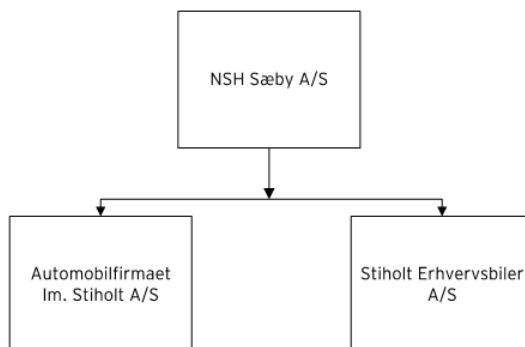 NSH Sæby A/S
Automobilfirmaet
Im. Stiholt A/S
Stiholt Erhvervsbiler
A/S